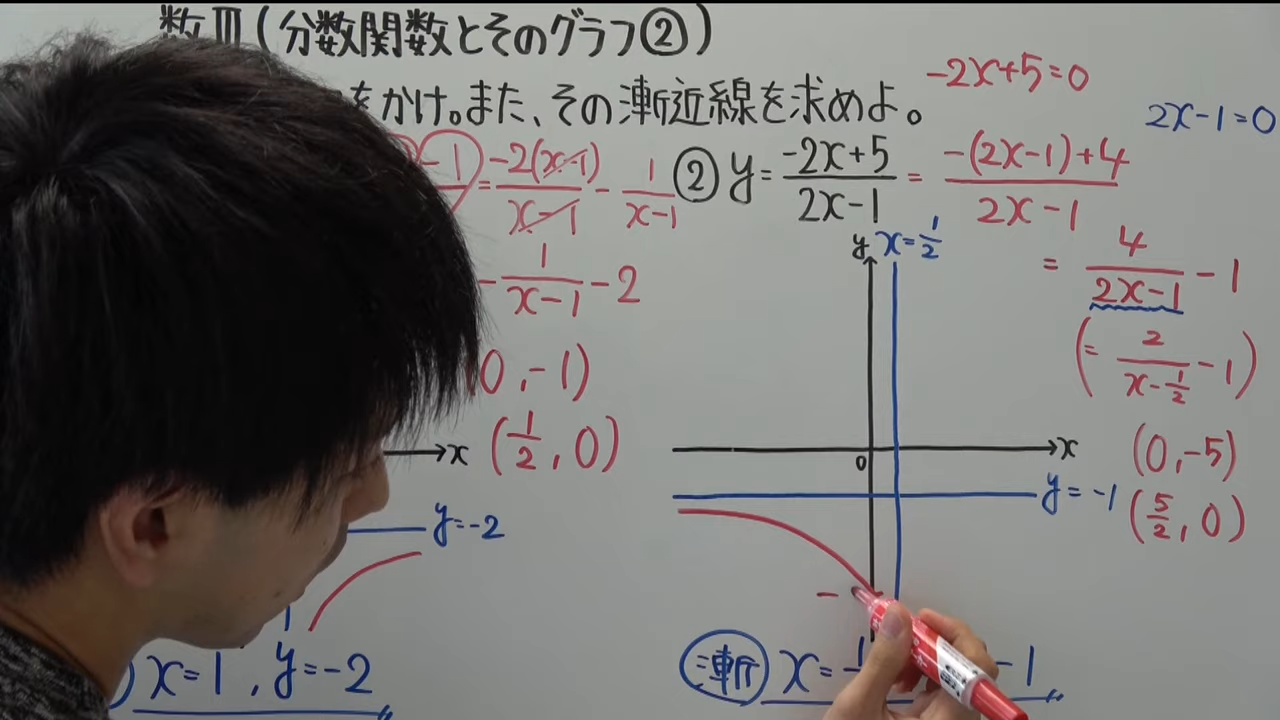 数Ⅲ(分数関数とそのグラフ②)
をかけ。また、その漸近線を求めよ。
-2x+5=0
2x-1=0
-1 = -2(x-1)/x-1 - 1/x-1
- 1/x-1 - 2
0,-1)
(1/2, 0)
x
y=-2
x=1, y=-2
② y= -2x+5/2x-1 = -(2x-1)+4/2x-1
= 4/2x-1 - 1
(= 2/x-1/2 - 1)
(0,-5)
(5/2, 0)
y x=1/2
0 x
y=-1
-
漸 x= -1